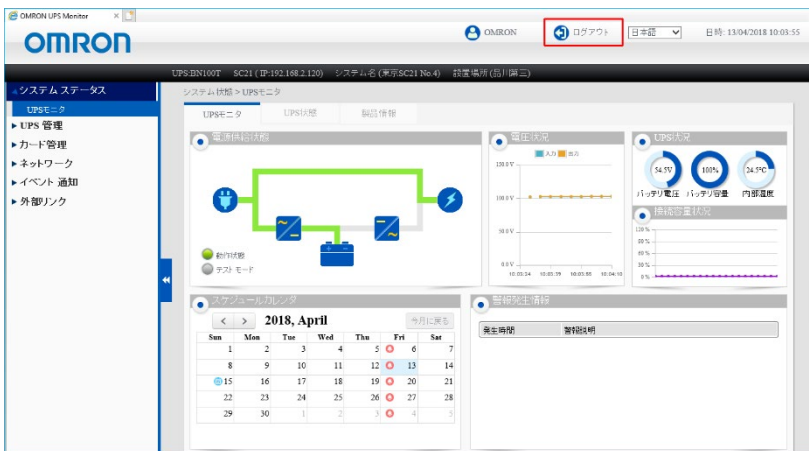 OMRON UPS Monitor
OMRON
OMRON
ログアウト
日本語
日時: 13/04/2018 10:03:55
UPS:BN100T SC21 ( IP:192.168.2.120) システム名 (東京SC21 No.4) 設置場所 (品川第三)
システム ステータス
UPSモニタ
UPS 管理
カード管理
ネットワーク
イベント 通知
外部リンク
システム状態 > UPSモニタ
UPSモニタ UPS状態 製品情報
電源供給状態
動作状態
テスト モード
電圧状況
入力 出力
100.0 V
0.0 V
10:03:24 10:03:39 10:03:55 10:04:10
UPS状況
54.5V 100% 24.5°C
バッテリ電圧 バッテリ容量 内部温度
接続容量状況
0 %
スケジュールカレンダ
2018, April
今月に戻る
Sun Mon Tue Wed Thu Fri Sat
1 2 3 4 5 6 7
8 9 10 11 12 13 14
15 16 17 18 19 20 21
22 23 24 25 26 27 28
29 30 1 2 3 4 5
警報発生情報
発生時間 警報説明